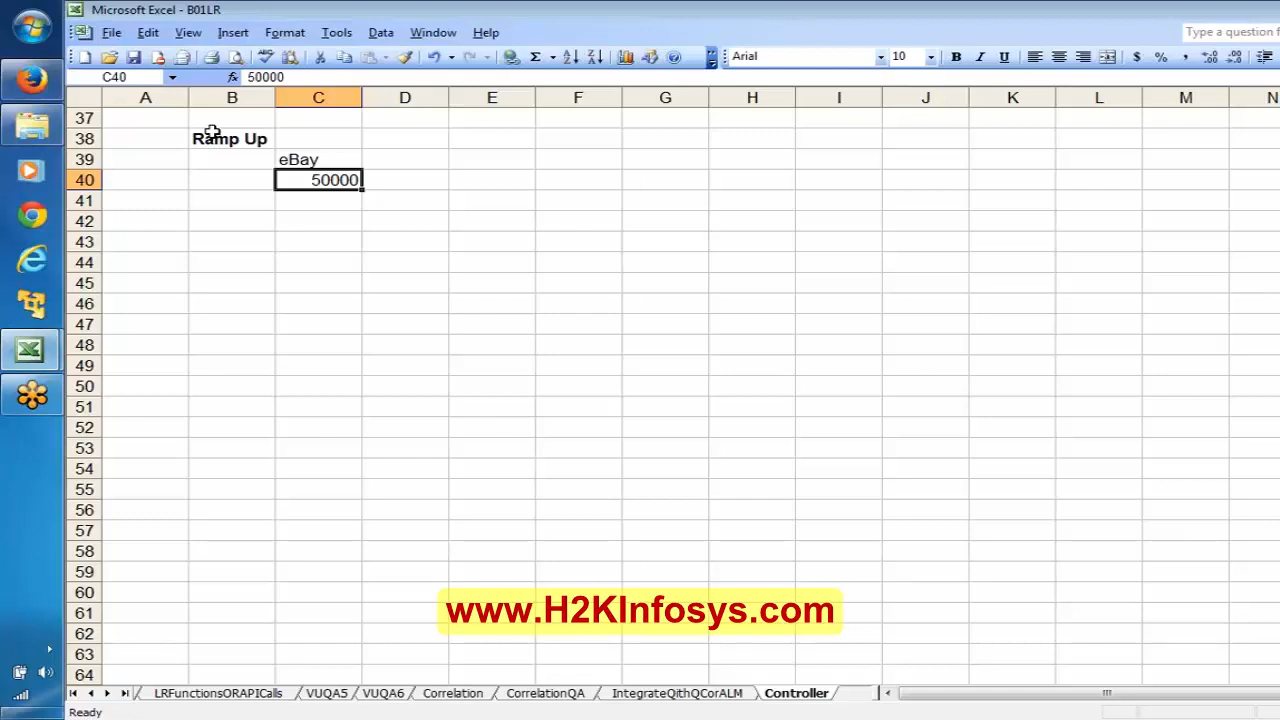 Microsoft Excel - B01LR
File Edit View Insert Format Tools Data Window Help
Type a question f
Arial 10 B I U $ % ,
C40 fx 50000
A B C D E F G H I J K L M N
37
38 Ramp Up
39 eBay
40 50000
41
42
43
44
45
46
47
48
49
50
51
52
53
54
55
56
57
58
59
60
61
62
63
64
www.H2KInfosys.com
LRFunctionsORAPICalls VUQA5 VUQA6 Correlation CorrelationQA IntegrateQithQCorALM Controller
Ready